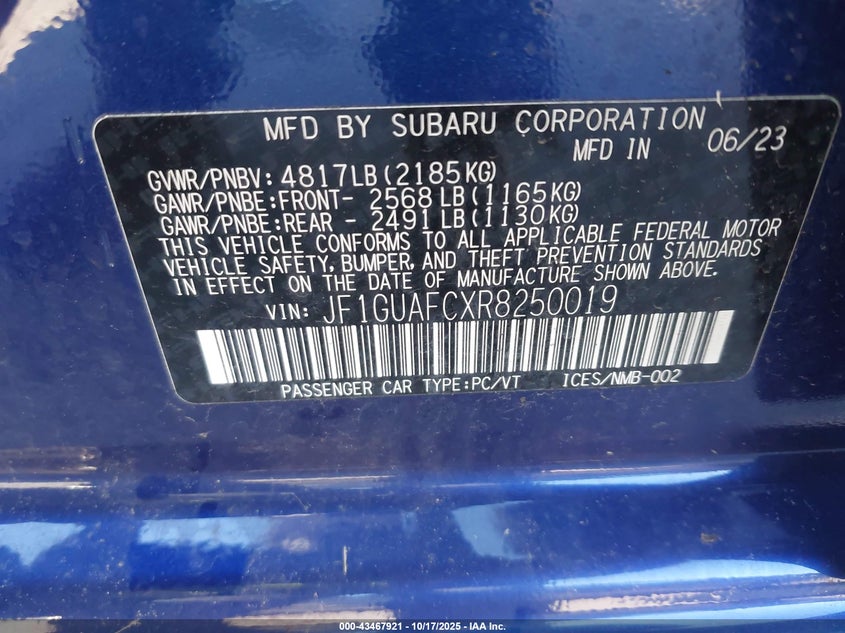 MFD BY SUBARU CORPORATION
MFD IN 06/23
GVWR/PNBV: 4817LB(2185KG)
GAWR/PNBE:FRONT- 2568LB(1165KG)
GAWR/PNBE:REAR - 2491LB(1130KG)
THIS VEHICLE CONFORMS TO ALL APPLICABLE FEDERAL MOTOR
VEHICLE SAFETY, BUMPER, AND THEFT PREVENTION STANDARDS
IN EFFECT ON THE DATE OF MANUFACTURE SHOWN ABOVE.
VIN: JF1GUAFCXR8250019
PASSENGER CAR TYPE:PC/VT ICES/NMB-002
000-43467921 - 10/17/2025 - IAA Inc.